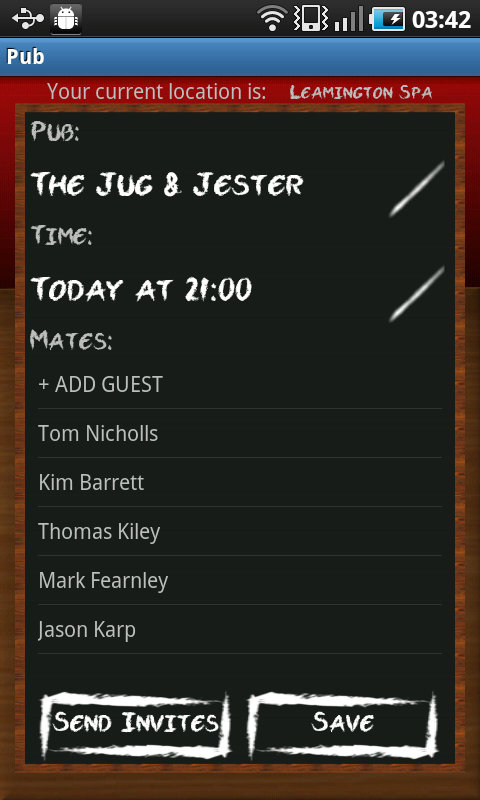 03:42
Pub
Your current location is: Leamington Spa
Pub:
The Jug & Jester
Time:
Today at 21:00
Mates:
+ ADD GUEST
Tom Nicholls
Kim Barrett
Thomas Kiley
Mark Fearnley
Jason Karp
Send Invites Save